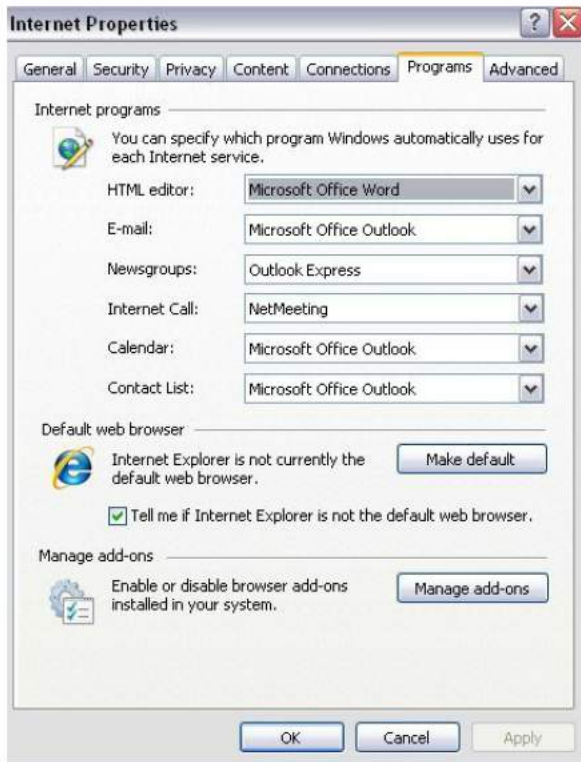 Internet Properties
General Security Privacy Content Connections Programs Advanced
Internet programs
You can specify which program Windows automatically uses for
each Internet service.
HTML editor: Microsoft Office Word
E-mail: Microsoft Office Outlook
Newsgroups: Outlook Express
Internet Call: NetMeeting
Calendar: Microsoft Office Outlook
Contact List: Microsoft Office Outlook
Default web browser
Internet Explorer is not currently the
default web browser.
Make default
Tell me if Internet Explorer is not the default web browser.
Manage add-ons
Enable or disable browser add-ons
installed in your system.
Manage add-ons
OK Cancel Apply